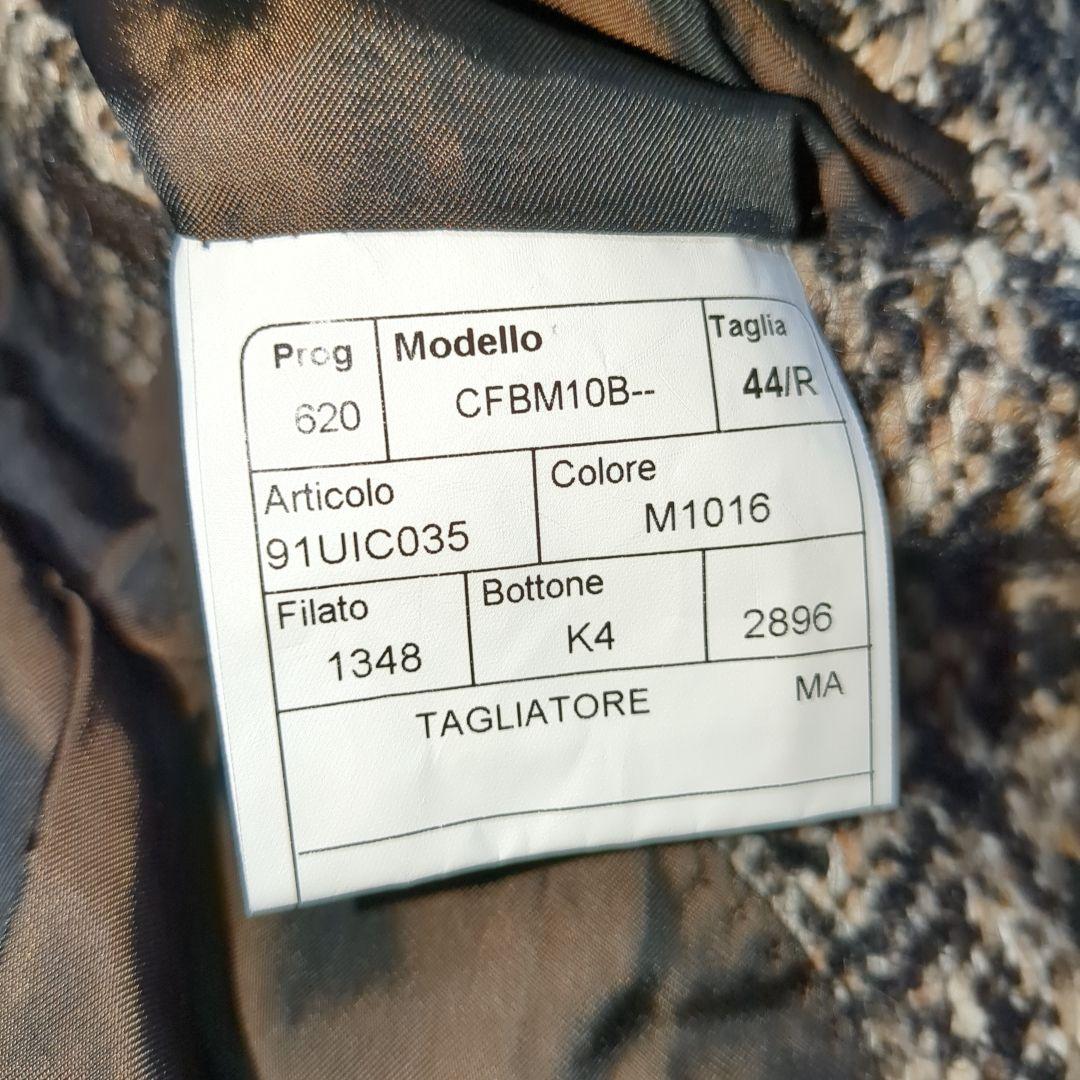 Prog
620
Modello
CFBM10B--
Taglia
44/R
Articolo
91UIC035
Colore
M1016
Filato
1348
Bottone
K4
2896
TAGLIATORE MA